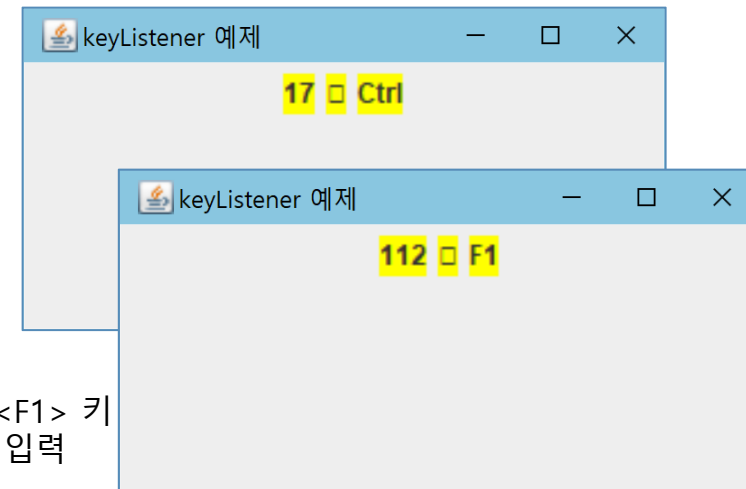 keyListener 예제
17 □ Ctrl
keyListener 예제
112 □ F1
<F1> 키
입력